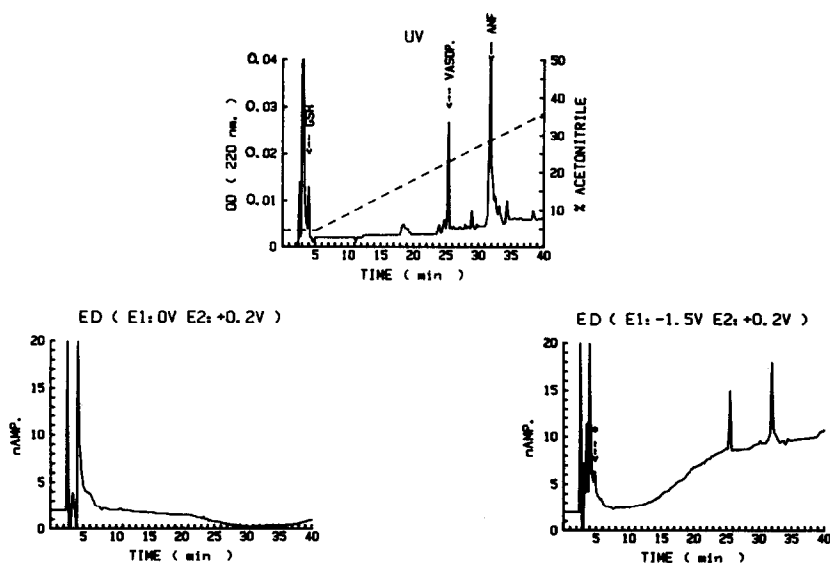 UV
OD ( 220 nm. )
0.04
0.03
0.02
0.01
0
<--- GSH
<--- VASOP.
<--- ANF
50
40
30
20
10
% ACETONITRILE
5 10 15 20 25 30 35 40
TIME ( min )
ED ( E1: 0V E2: +0.2V )
nAMP.
20
15
10
5
0
5 10 15 20 25 30 35 40
TIME ( min )
ED ( E1: -1.5V E2: +0.2V )
nAMP.
20
15
10
5
0
<---*
5 10 15 20 25 30 35 40
TIME ( min )